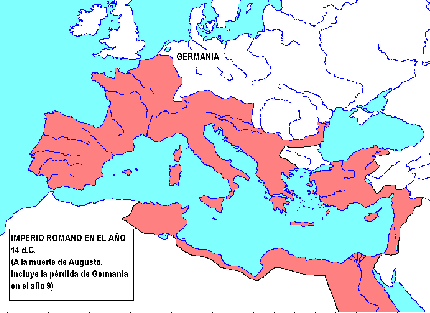 GERMANIA
IMPERIO ROMANO EN EL AÑO
14 d.C.
(A la muerte de Augusto.
Incluye la pérdida de Germania
en el año 9)